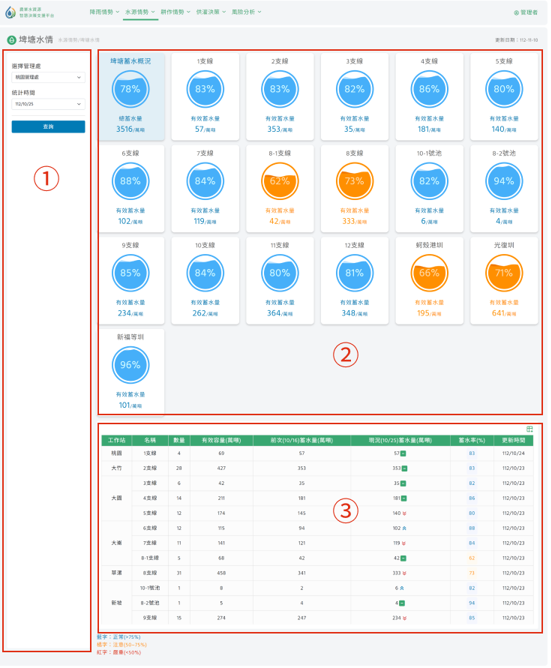 農業水資源
智慧決策支援平台
降雨情勢 水源情勢 耕作情勢 供灌決策 風險分析
管理者
埤塘水情 水源情勢/埤塘水情
更新日期：112-11-10
選擇管理處
桃園管理處
統計時間
112/10/25
查詢
①
埤塘蓄水概況 1支線 2支線 3支線 4支線 5支線
78% 83% 83% 82% 86% 80%
總蓄水量 有效蓄水量 有效蓄水量 有效蓄水量 有效蓄水量 有效蓄水量
3516/萬噸 57/萬噸 353/萬噸 35/萬噸 181/萬噸 140/萬噸
6支線 7支線 8-1支線 8支線 10-1號池 8-2號池
88% 84% 62% 73% 82% 94%
有效蓄水量 有效蓄水量 有效蓄水量 有效蓄水量 有效蓄水量 有效蓄水量
102/萬噸 119/萬噸 42/萬噸 333/萬噸 6/萬噸 4/萬噸
9支線 10支線 11支線 12支線 蚵殼港圳 光復圳
85% 84% 80% 81% 66% 71%
有效蓄水量 有效蓄水量 有效蓄水量 有效蓄水量 有效蓄水量 有效蓄水量
234/萬噸 262/萬噸 364/萬噸 348/萬噸 195/萬噸 641/萬噸
新福等圳
96%
有效蓄水量
101/萬噸
②
工作站 名稱 數量 有效容量(萬噸) 前次(10/16)蓄水量(萬噸) 現況(10/25)蓄水量(萬噸) 蓄水率(%) 更新時間
桃園 1支線 4 60 57 57 83 112/10/24
大竹 2支線 28 427 353 353 83 112/10/23
3支線 6 42 35 35 82 112/10/23
大園 4支線 14 211 181 181 86 112/10/23
5支線 12 174 145 140 80 112/10/23
6支線 12 115 94 102 88 112/10/23
大崙 7支線 11 141 121 119 84 112/10/23
8-1支線 5 68 42 42 62 112/10/23
草漯 8支線 31 458 341 333 73 112/10/23
10-1號池 1 8 2 6 82 112/10/23
新坡 8-2號池 1 5 4 4 94 112/10/23
9支線 15 274 247 234 85 112/10/23
③
藍字：正常(>75%)
橘字：注意(50~75%)
紅字：嚴重(<50%)